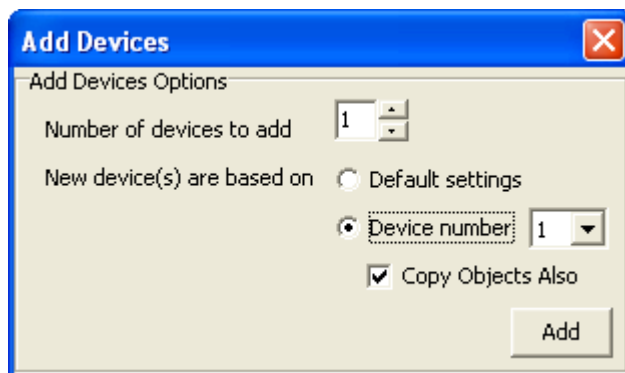 Add Devices
Add Devices Options
Number of devices to add 1
New device(s) are based on Default settings
Device number 1
Copy Objects Also
Add